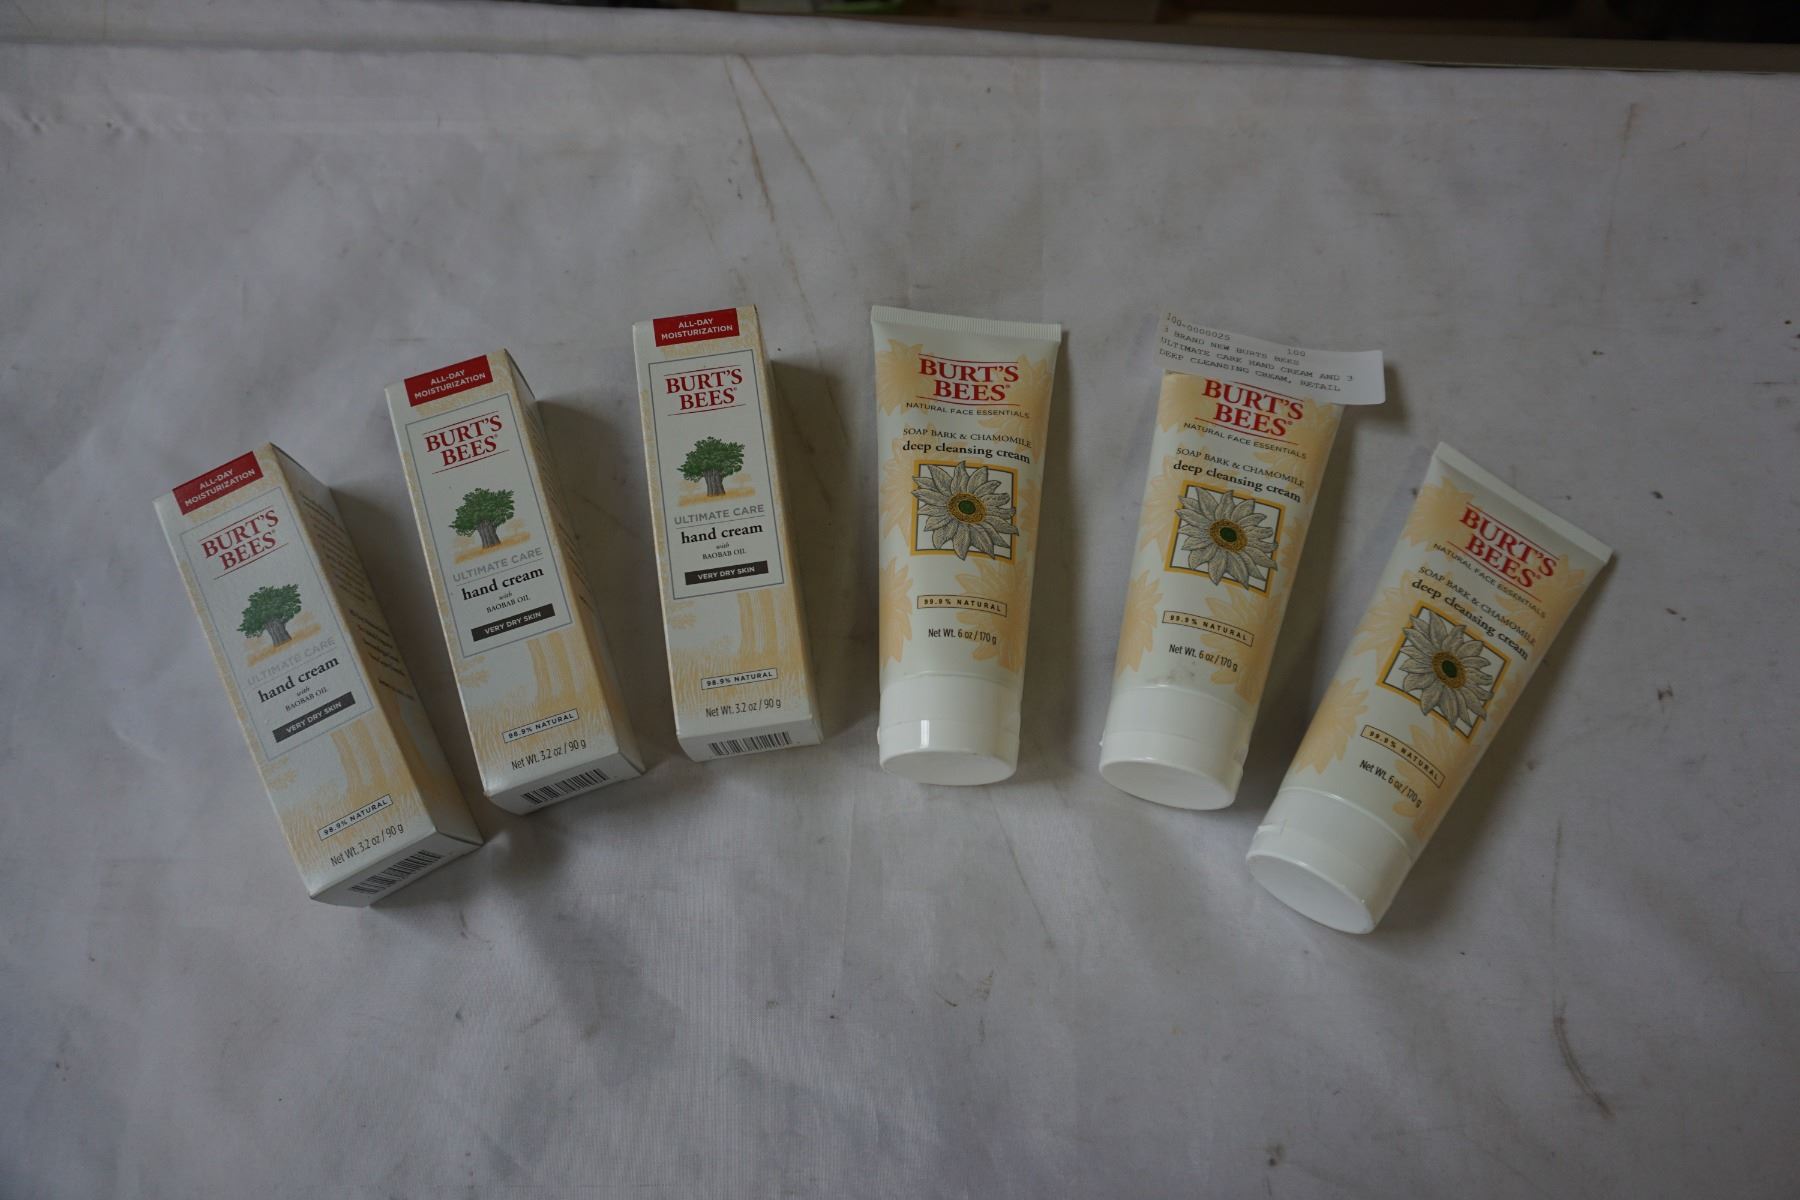 ALL-DAY
MOISTURIZATION
BURT'S
BEES
ULTIMATE CARE
hand cream
with
BAOBAB OIL
VERY DRY SKIN
98.9% NATURAL
Net Wt. 3.2 oz / 90 g
ALL-DAY
MOISTURIZATION
BURT'S
BEES
ULTIMATE CARE
hand cream
with
BAOBAB OIL
VERY DRY SKIN
98.9% NATURAL
Net Wt. 3.2 oz / 90 g
ALL-DAY
MOISTURIZATION
BURT'S
BEES®
ULTIMATE CARE
hand cream
with
BAOBAB OIL
VERY DRY SKIN
98.9% NATURAL
Net Wt. 3.2 oz / 90 g
BURT'S
BEES®
NATURAL FACE ESSENTIALS
SOAP BARK & CHAMOMILE
deep cleansing cream
99.9% NATURAL
Net Wt. 6 oz / 170 g
100-0000025 100
3 BRAND NEW BURTS BEES
ULTIMATE CARE HAND CREAM AND 3
DEEP CLEANSING CREAM, RETAIL
BURT'S
BEES®
NATURAL FACE ESSENTIALS
SOAP BARK & CHAMOMILE
deep cleansing cream
99.9% NATURAL
Net Wt. 6 oz / 170 g
BURT'S
BEES®
NATURAL FACE ESSENTIALS
SOAP BARK & CHAMOMILE
deep cleansing cream
99.9% NATURAL
Net Wt. 6 oz / 170 g